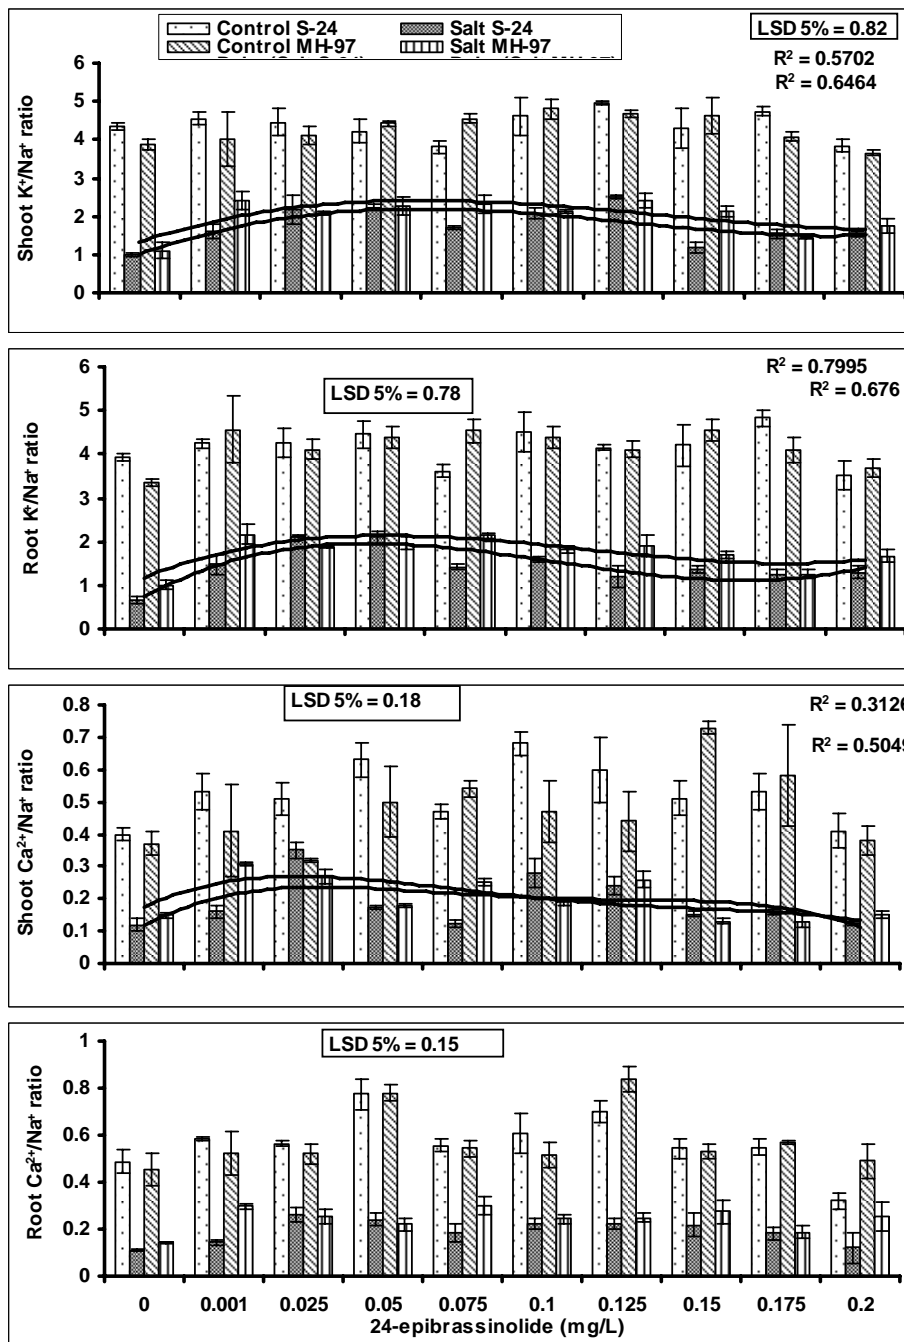 Control S-24 Salt S-24
Control MH-97 Salt MH-97
LSD 5% = 0.82
R² = 0.5702
R² = 0.6464
Shoot K⁺/Na⁺ ratio
6
5
4
3
2
1
0
LSD 5% = 0.78
R² = 0.7995
R² = 0.676
Root K⁺/Na⁺ ratio
6
5
4
3
2
1
0
LSD 5% = 0.18
R² = 0.3126
R² = 0.5049
Shoot Ca²⁺/Na⁺ ratio
0.8
0.7
0.6
0.5
0.4
0.3
0.2
0.1
0
LSD 5% = 0.15
Root Ca²⁺/Na⁺ ratio
1
0.8
0.6
0.4
0.2
0
0 0.001 0.025 0.05 0.075 0.1 0.125 0.15 0.175 0.2
24-epibrassinolide (mg/L)